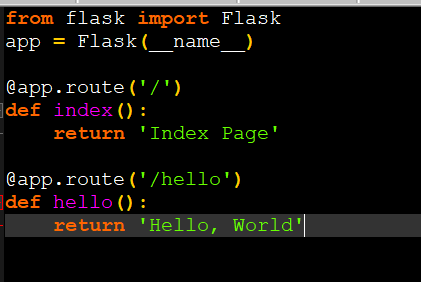 from flask import Flask
app = Flask(__name__)
@app.route('/')
def index():
    return 'Index Page'
@app.route('/hello')
def hello():
    return 'Hello, World'